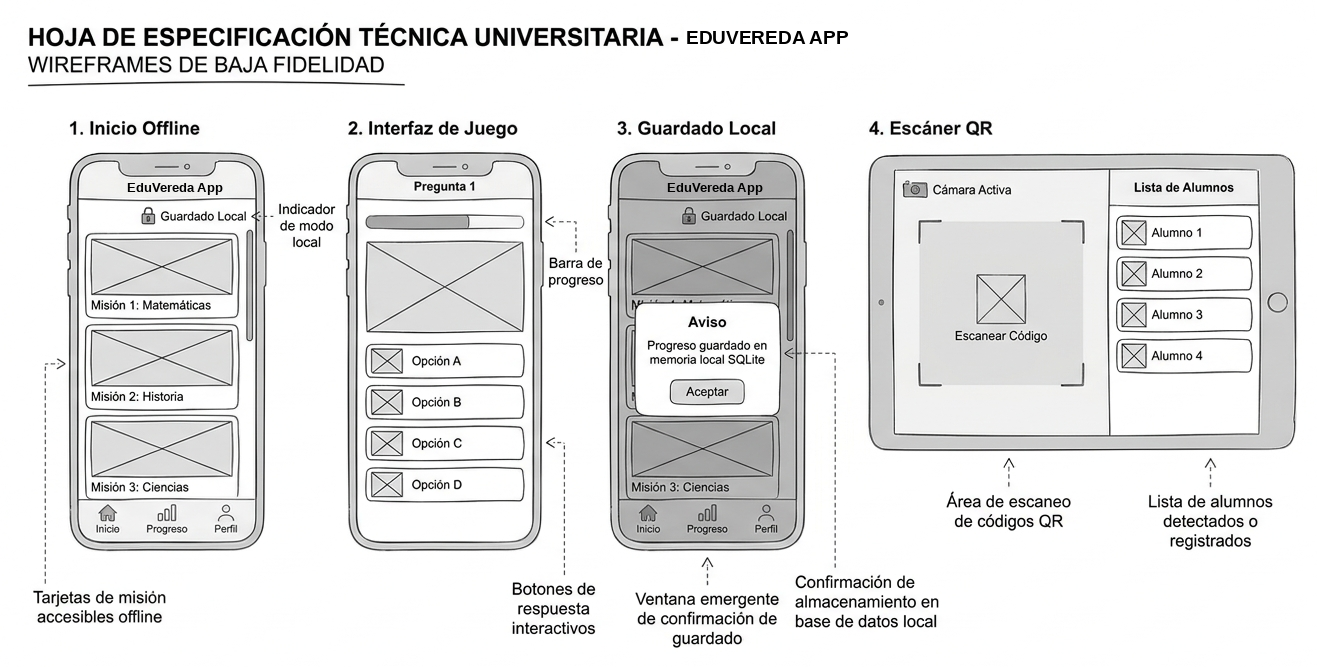 HOJA DE ESPECIFICACIÓN TÉCNICA UNIVERSITARIA - EDUVEREDA APP
WIREFRAMES DE BAJA FIDELIDAD
1. Inicio Offline
EduVereda App
Guardado Local
Misión 1: Matemáticas
Misión 2: Historia
Misión 3: Ciencias
Inicio
Progreso
Perfil
Indicador
de modo
local
Tarjetas de misión
accesibles offline
2. Interfaz de Juego
Pregunta 1
Opción A
Opción B
Opción C
Opción D
Barra de
progreso
Botones de
respuesta
interactivos
3. Guardado Local
EduVereda App
Guardado Local
Aviso
Progreso guardado en
memoria local SQLite
Aceptar
Misión 3: Ciencias
Inicio
Progreso
Perfil
Ventana emergente
de confirmación de
guardado
Confirmación de
almacenamiento en
base de datos local
4. Escáner QR
Cámara Activa
Escanear Código
Lista de Alumnos
Alumno 1
Alumno 2
Alumno 3
Alumno 4
Área de escaneo
de códigos QR
Lista de alumnos
detectados o
registrados